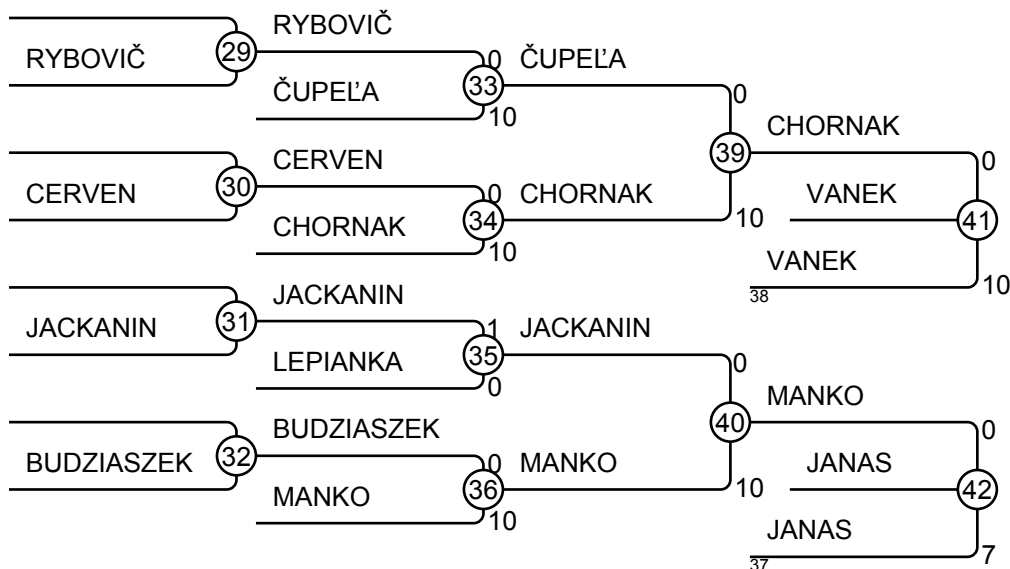 RYBOVIČ
RYBOVIČ 29 0 ČUPEĽA
ČUPEĽA 33 0
10 CHORNAK
CERVEN 39 0
CERVEN 30 0 CHORNAK VANEK
CHORNAK 34 10 41
10 VANEK
JACKANIN 38 10
JACKANIN 31 1 JACKANIN
LEPIANKA 35 0
0 MANKO
BUDZIASZEK 40 0
BUDZIASZEK 32 0 MANKO JANAS
MANKO 36 10 42
10 JANAS
37 7